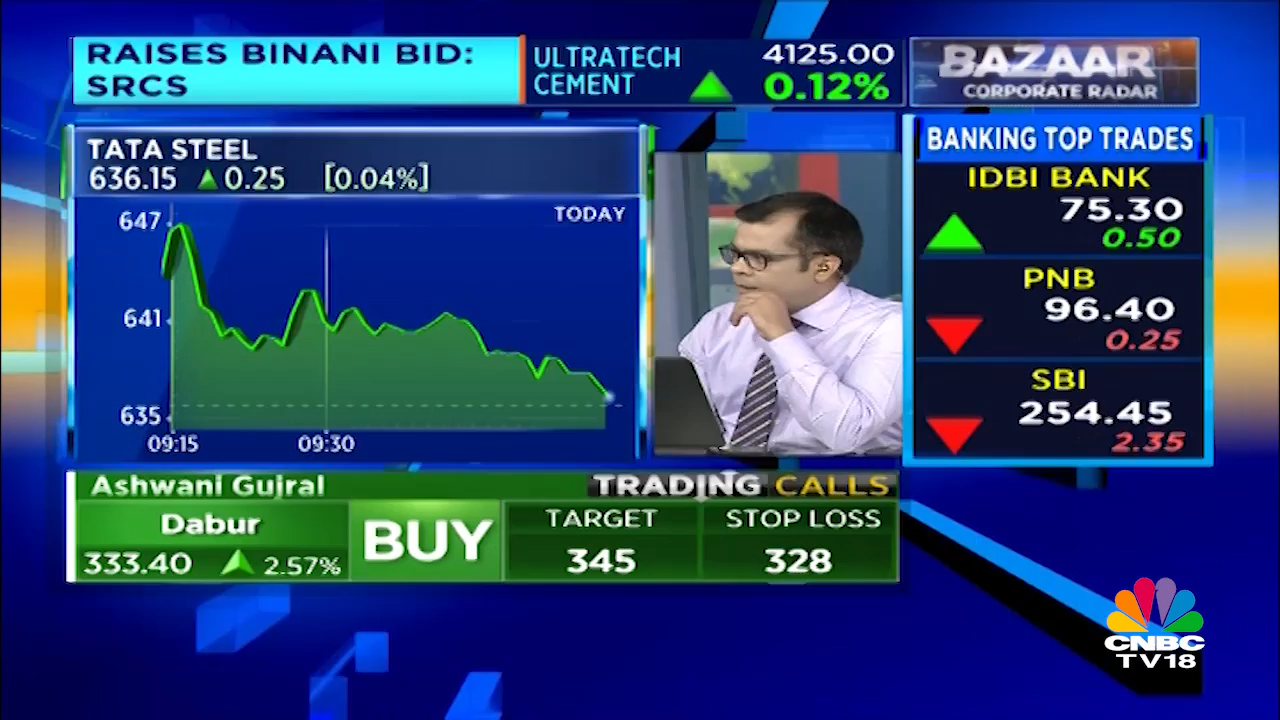 RAISES BINANI BID:
SRCS
ULTRATECH
CEMENT
4125.00
0.12%
BAZAAR
CORPORATE RADAR
TATA STEEL
636.15 0.25 [0.04%]
TODAY
647
641
635
09:15 09:30
BANKING TOP TRADES
IDBI BANK
75.30
0.50
PNB
96.40
0.25
SBI
254.45
2.35
Ashwani Gujral
TRADING CALLS
Dabur
333.40 2.57%
BUY
TARGET
345
STOP LOSS
328
CNBC
TV18